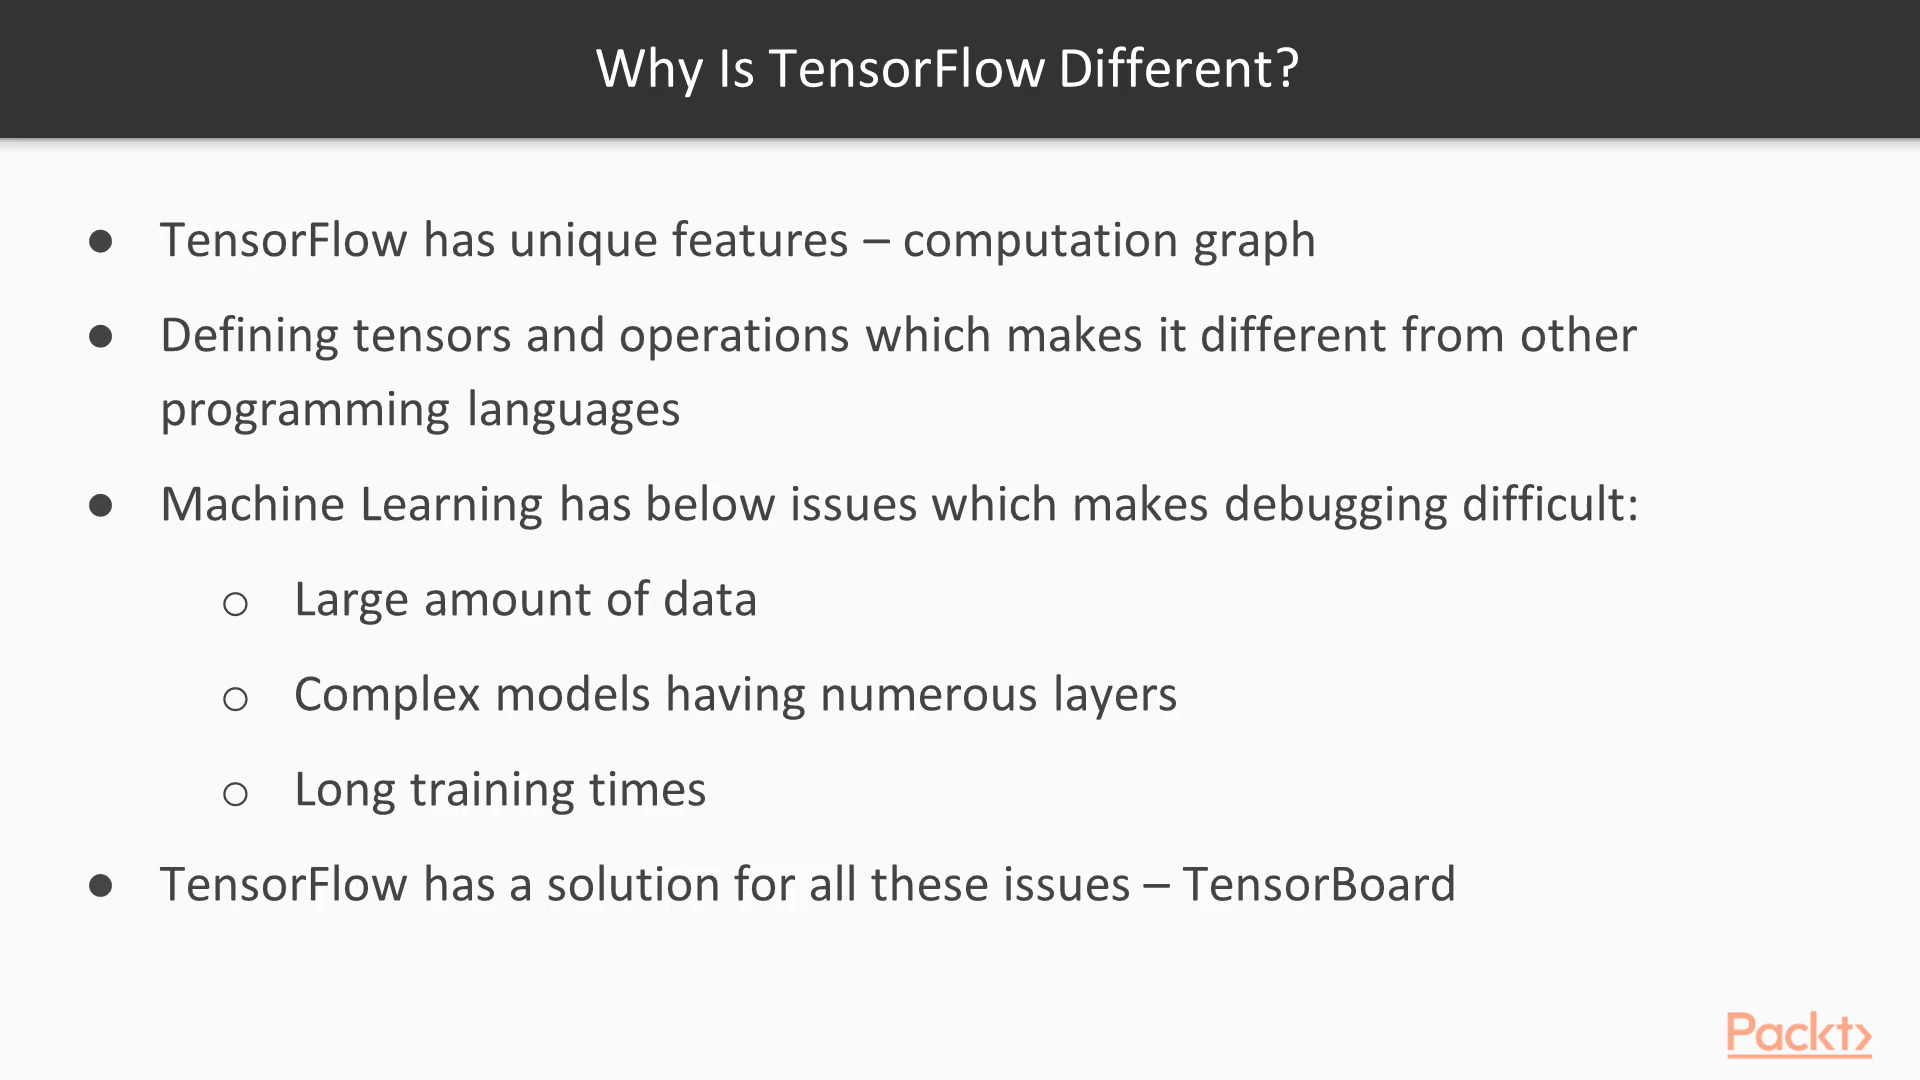 Why Is TensorFlow Different?
● TensorFlow has unique features – computation graph
● Defining tensors and operations which makes it different from other
programming languages
● Machine Learning has below issues which makes debugging difficult:
○ Large amount of data
○ Complex models having numerous layers
○ Long training times
● TensorFlow has a solution for all these issues – TensorBoard
Packt>